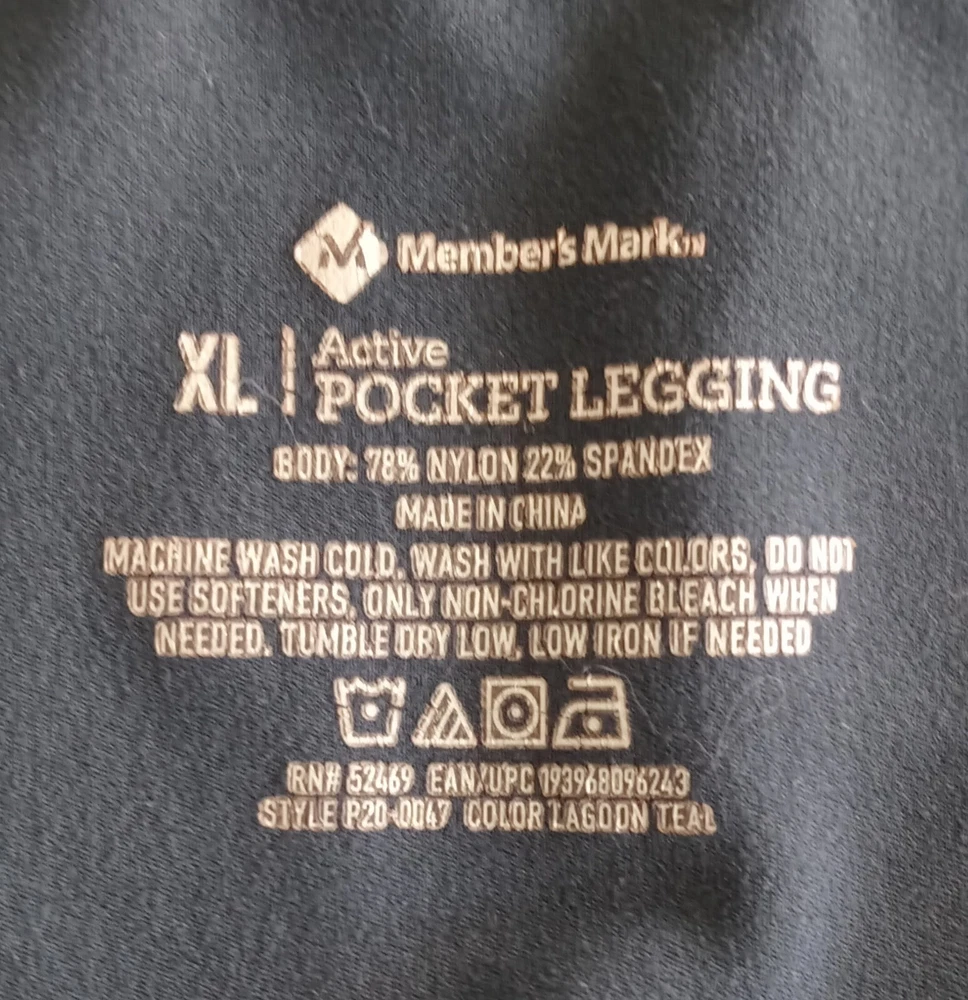 Member's Mark™
XL | Active
POCKET LEGGING
BODY: 78% NYLON 22% SPANDEX
MADE IN CHINA
MACHINE WASH COLD, WASH WITH LIKE COLORS, DO NOT
USE SOFTENERS, ONLY NON-CHLORINE BLEACH WHEN
NEEDED, TUMBLE DRY LOW, LOW IRON IF NEEDED
RN# 52469 EAN/UPC 193968096243
STYLE P20-0047 COLOR LAGOON TEAL